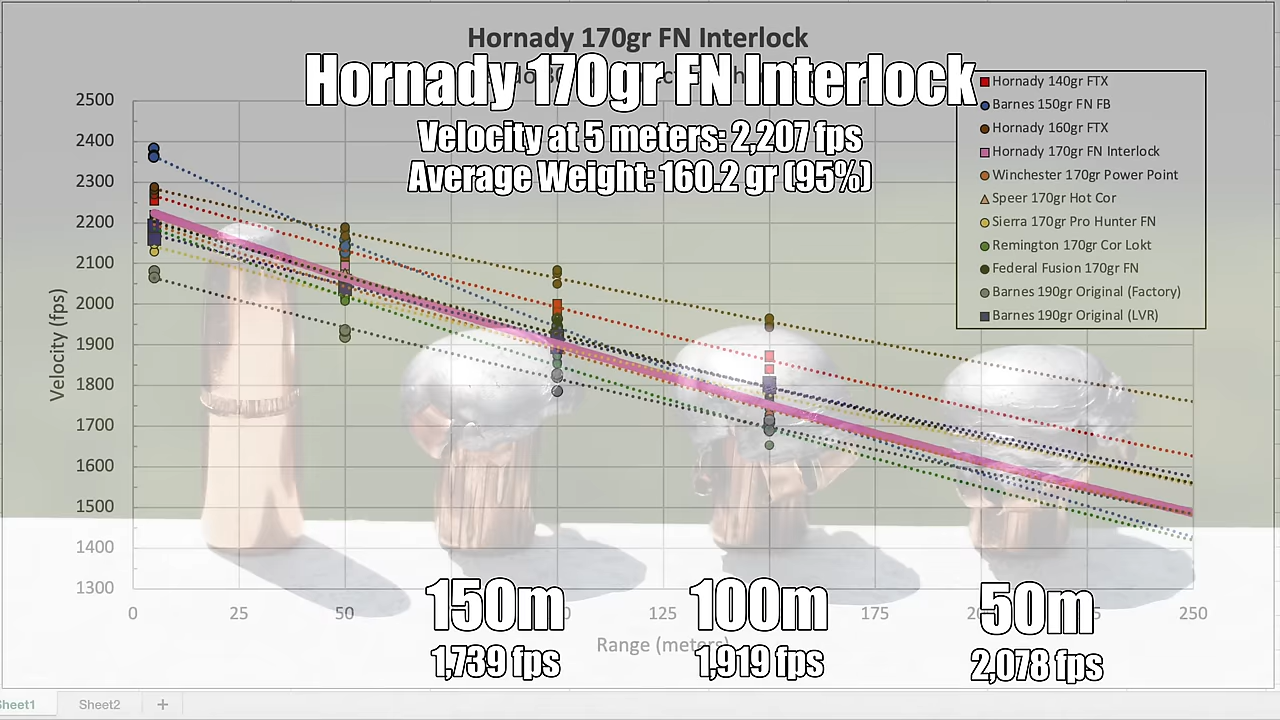 Hornady 170gr FN Interlock
Hornady 170gr FN Interlock
Velocity at 5 meters: 2,207 fps
Average Weight: 160.2 gr (95%)
Hornady 140gr FTX
Barnes 150gr FN FB
Hornady 160gr FTX
Hornady 170gr FN Interlock
Winchester 170gr Power Point
Speer 170gr Hot Cor
Sierra 170gr Pro Hunter FN
Remington 170gr Cor Lokt
Federal Fusion 170gr FN
Barnes 190gr Original (Factory)
Barnes 190gr Original (LVR)
2500
2400
2300
2200
2100
2000
1900
1800
1700
1600
1500
1400
1300
Velocity (fps)
0 25 50 125 175 250
Range (meters)
150m 100m 50m
1,739 fps 1,919 fps 2,078 fps
Sheet2 +